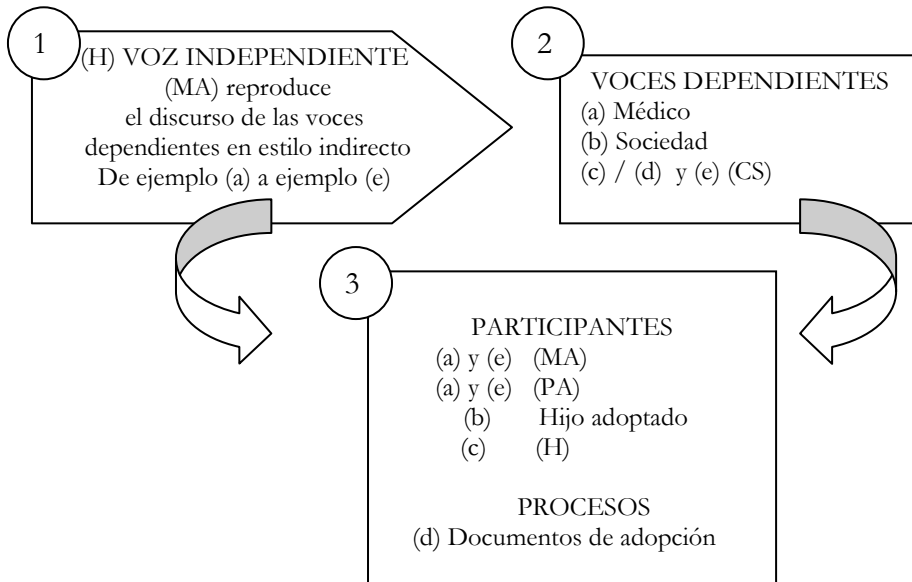 1
(H) VOZ INDEPENDIENTE
(MA) reproduce
el discurso de las voces
dependientes en estilo indirecto
De ejemplo (a) a ejemplo (e)
2
VOCES DEPENDIENTES
(a) Médico
(b) Sociedad
(c) / (d) y (e) (CS)
3
PARTICIPANTES
(a) y (e) (MA)
(a) y (e) (PA)
(b) Hijo adoptado
(c) (H)
PROCESOS
(d) Documentos de adopción